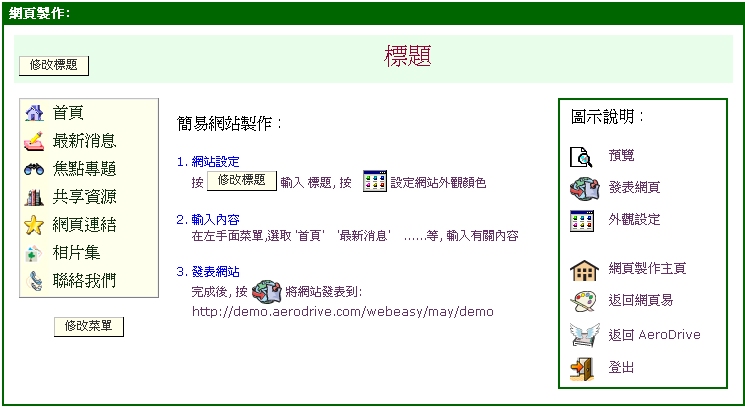 網頁製作:
標題
修改標題
首頁
最新消息
焦點專題
共享資源
網頁連結
相片集
聯絡我們
修改菜單
簡易網站製作：
1. 網站設定
按 修改標題 輸入 標題, 按 設定網站外觀顏色
2. 輸入內容
在左手面菜單,選取 '首頁' '最新消息' ......等, 輸入有關內容
3. 發表網站
完成後, 按 將網站發表到:
http://demo.aerodrive.com/webeasy/may/demo
圖示說明：
預覽
發表網頁
外觀設定
網頁製作主頁
返回網頁易
返回 AeroDrive
登出